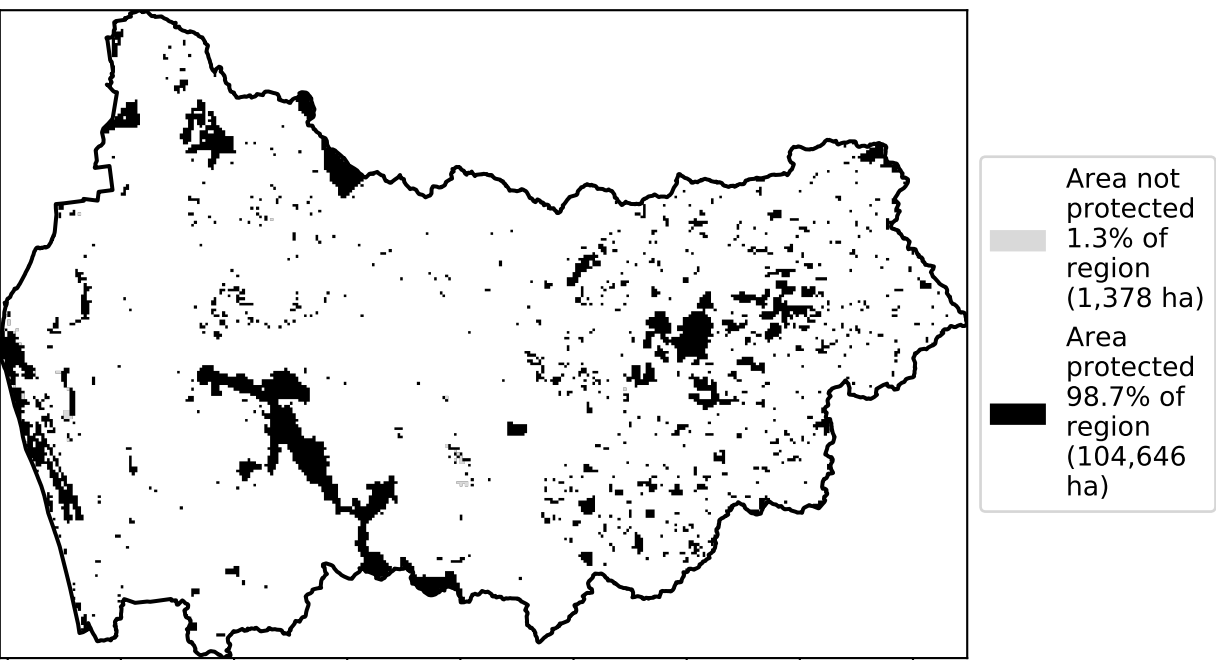 Area not
protected
1.3% of
region
(1,378 ha)
Area
protected
98.7% of
region
(104,646
ha)